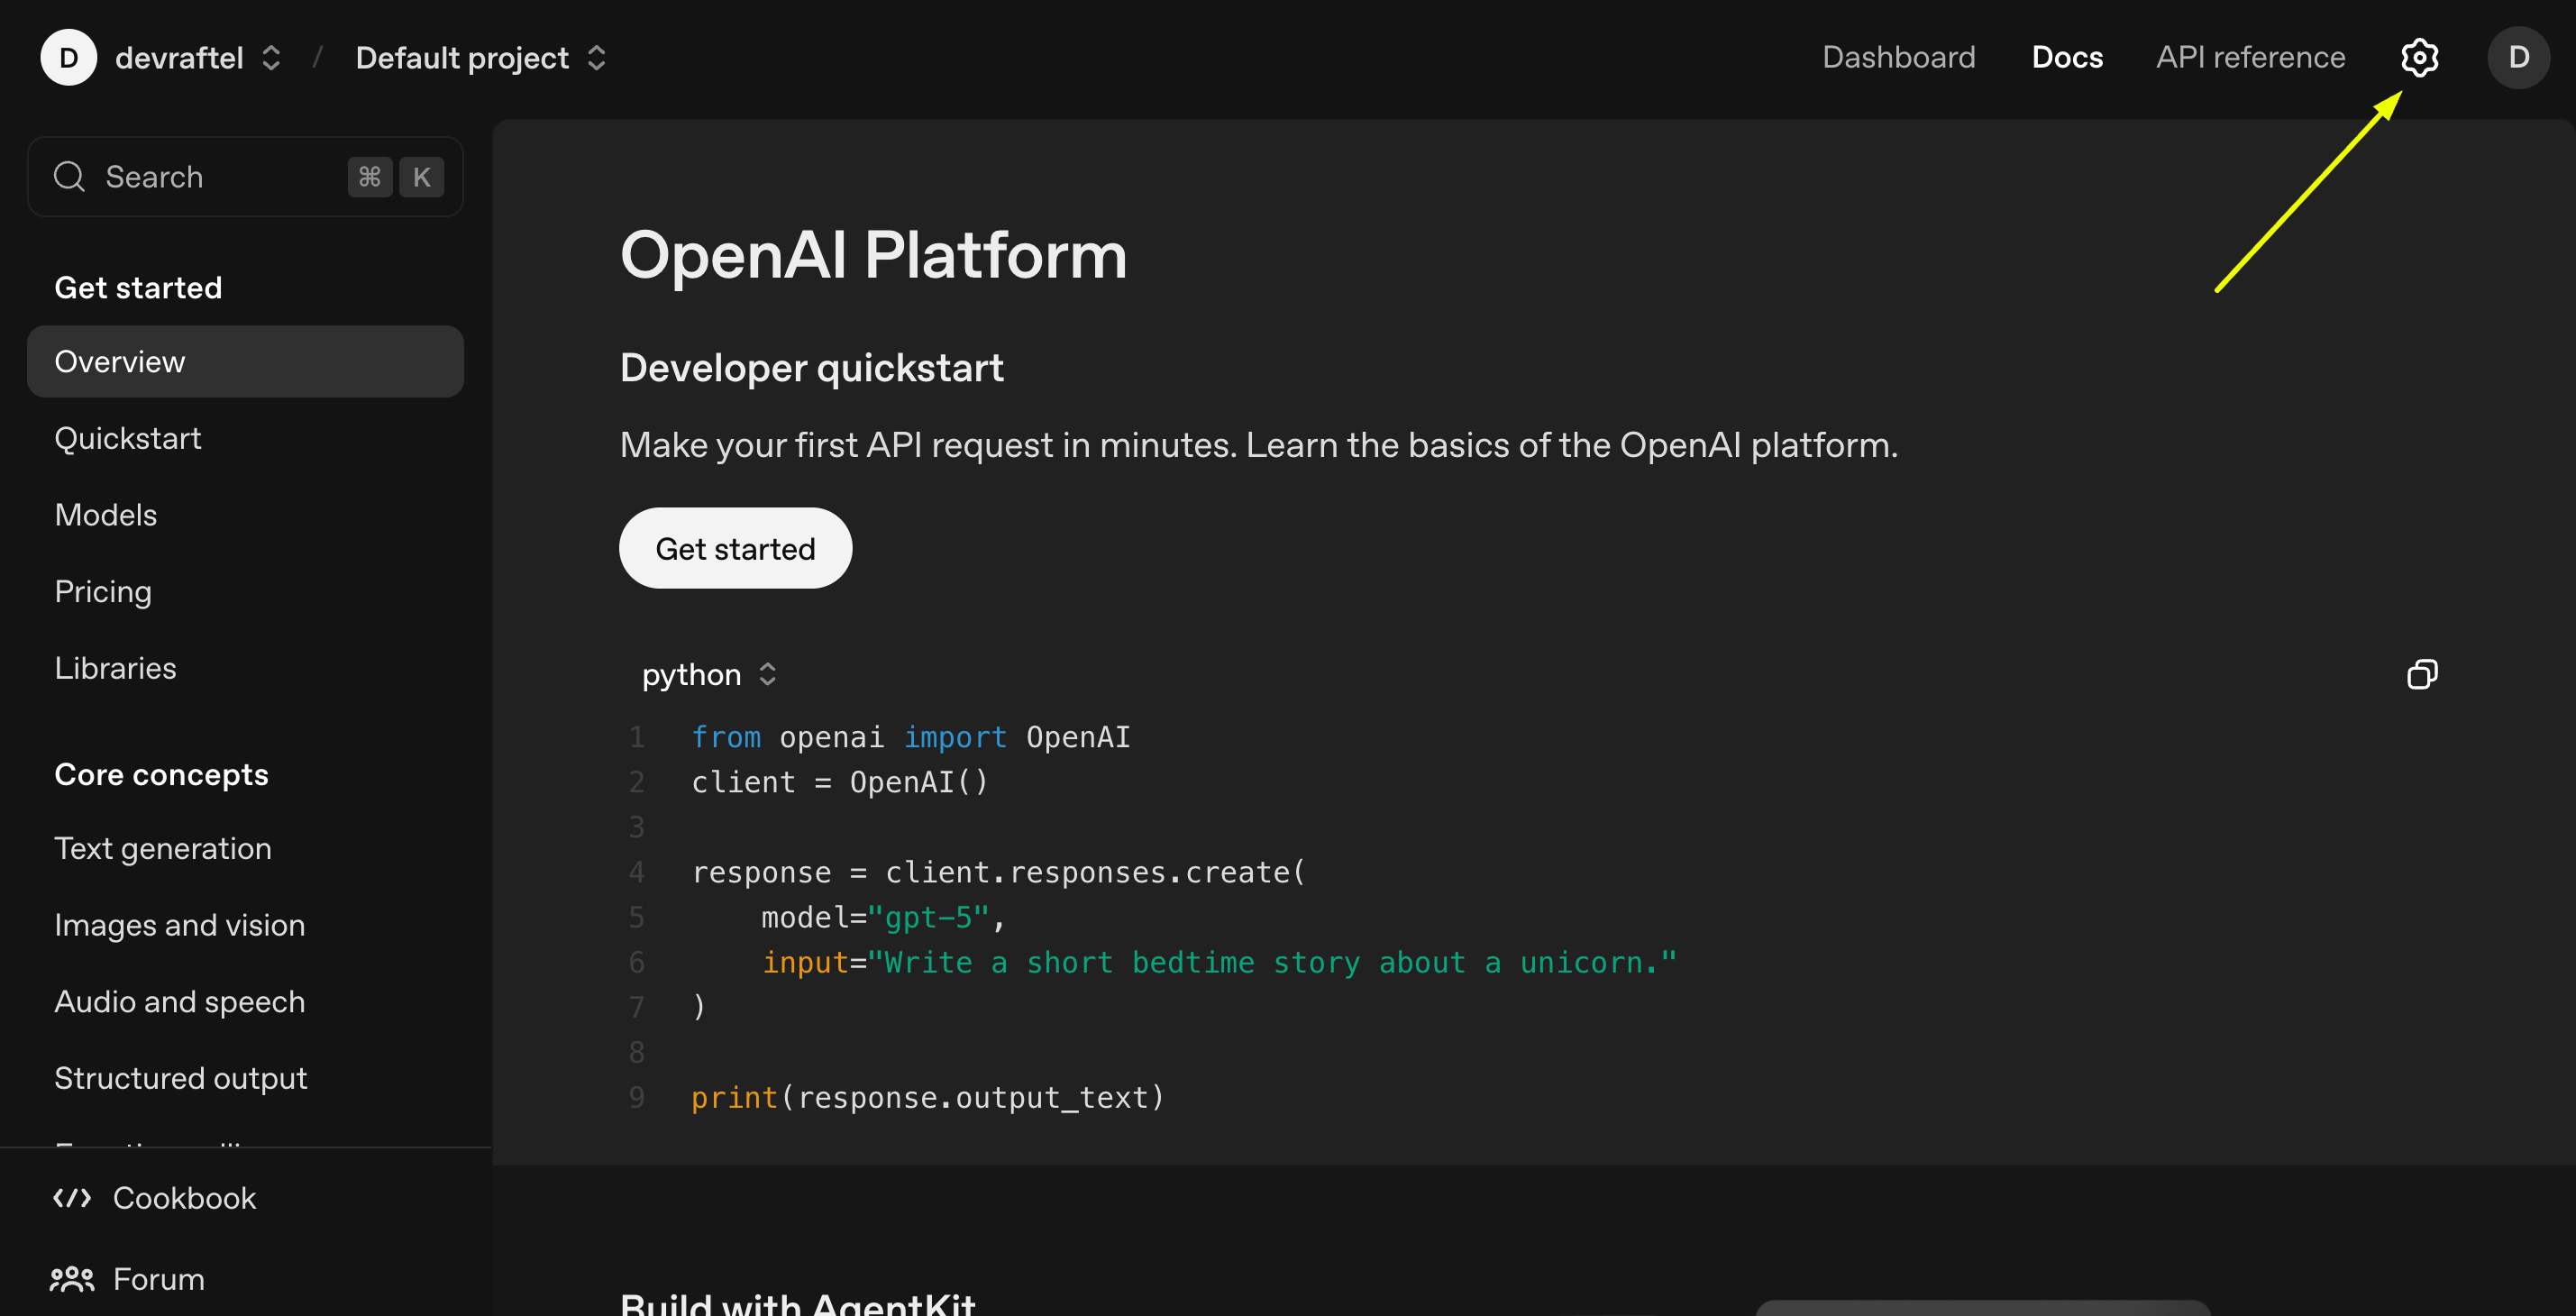 D devraftel / Default project Dashboard Docs API reference D
Search ⌘ K
Get started
Overview
Quickstart
Models
Pricing
Libraries
Core concepts
Text generation
Images and vision
Audio and speech
Structured output
Cookbook
Forum
OpenAI Platform
Developer quickstart
Make your first API request in minutes. Learn the basics of the OpenAI platform.
Get started
python
1 from openai import OpenAI
2 client = OpenAI()
3
4 response = client.responses.create(
5 model="gpt-5",
6 input="Write a short bedtime story about a unicorn."
7 )
8
9 print(response.output_text)
Build with AgentKit